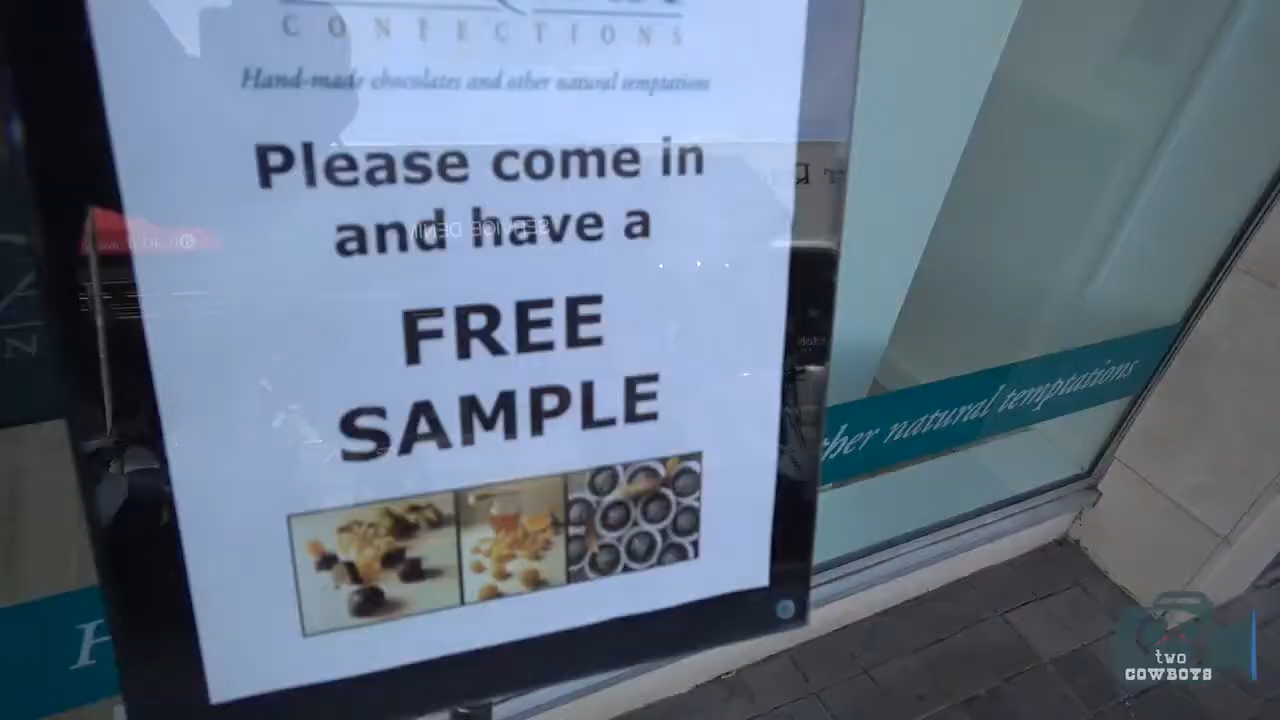 CONFECTIONS
Hand-made chocolates and other natural temptations
Please come in
and have a
FREE
SAMPLE
ther natural temptations
H
two
COWBOYS